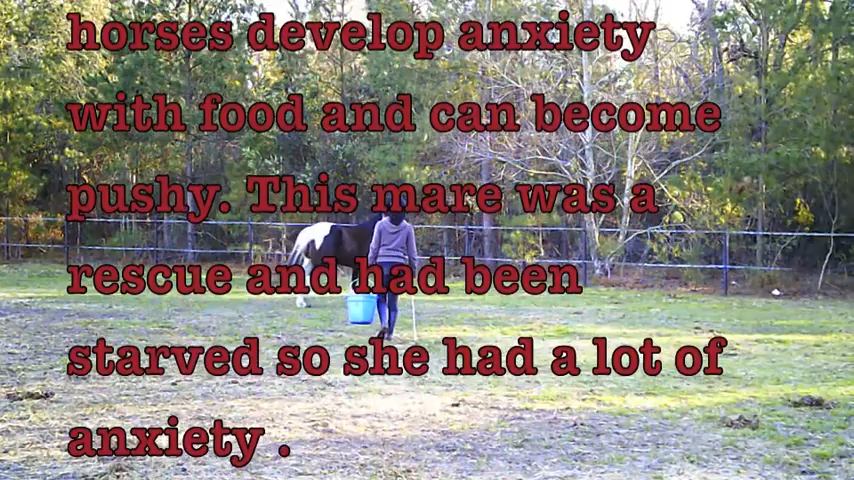 horses develop anxiety
with food and can become
pushy. This mare was a
rescue and had been
starved so she had a lot of
anxiety .